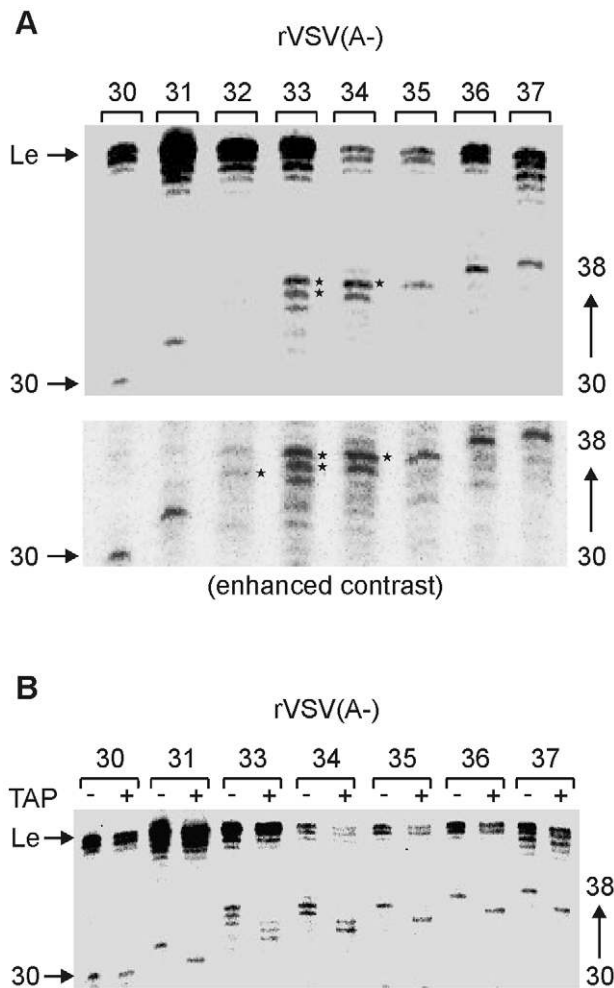 A
rVSV(A-)
30 31 32 33 34 35 36 37
Le →
★
★ ★
38
30 →
30
★
★ ★
38
30 →
30
(enhanced contrast)
B
rVSV(A-)
30 31 33 34 35 36 37
TAP - + - + - + - + - + - + - +
Le →
38
30 →
30